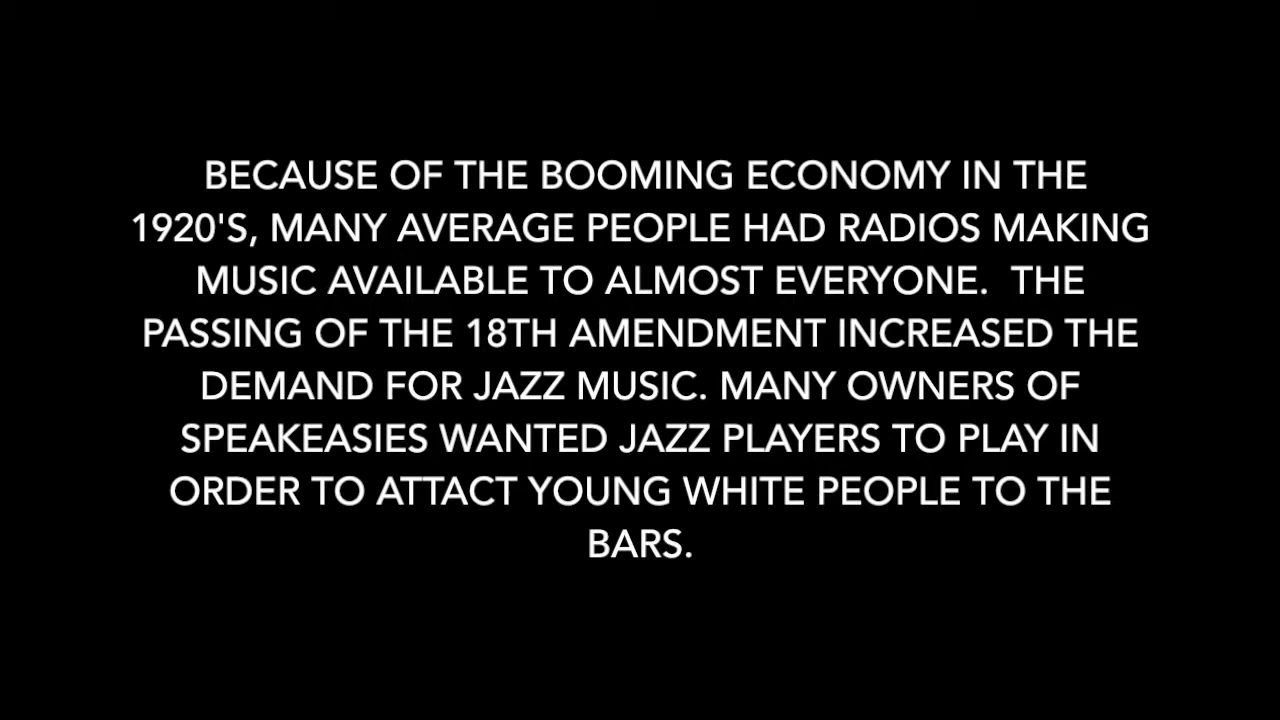 BECAUSE OF THE BOOMING ECONOMY IN THE
1920'S, MANY AVERAGE PEOPLE HAD RADIOS MAKING
MUSIC AVAILABLE TO ALMOST EVERYONE.  THE
PASSING OF THE 18TH AMENDMENT INCREASED THE
DEMAND FOR JAZZ MUSIC. MANY OWNERS OF
SPEAKEASIES WANTED JAZZ PLAYERS TO PLAY IN
ORDER TO ATTACT YOUNG WHITE PEOPLE TO THE
BARS.